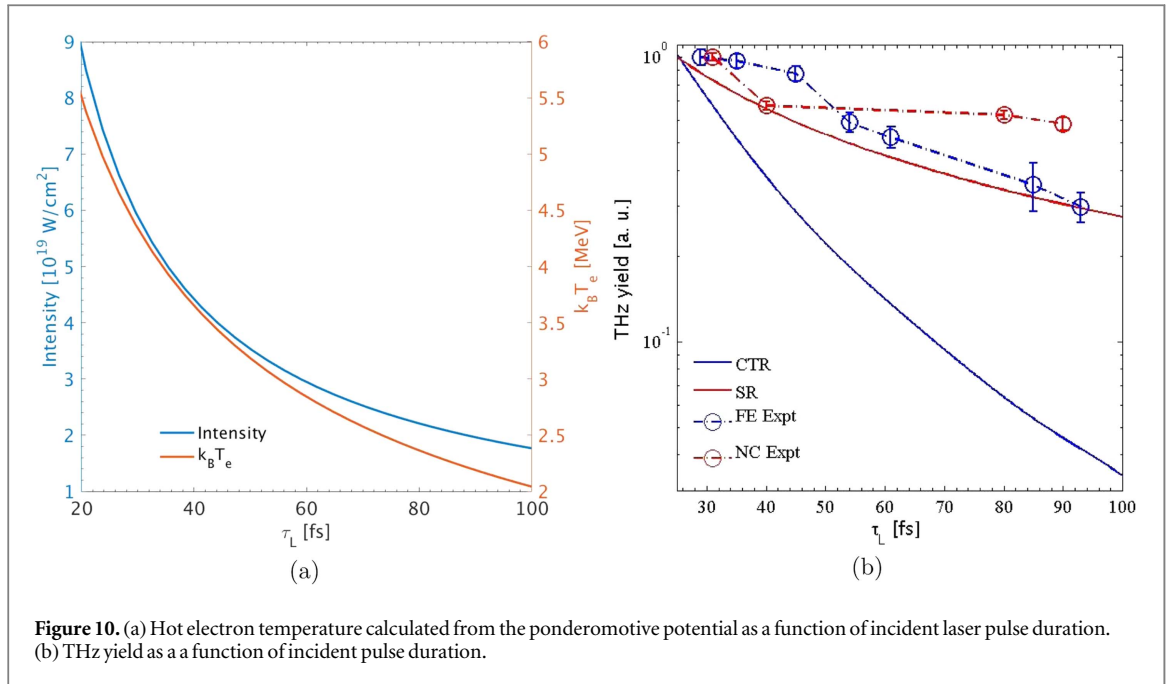 9
8
7
6
5
4
3
2
1
Intensity [10^19 W/cm^2]
6
5.5
5
4.5
4
3.5
3
2.5
2
k_B T_e [MeV]
Intensity
k_B T_e
20 40 60 80 100
τ_L [fs]
(a)
10^0
10^-1
THz yield [a. u.]
CTR
SR
FE Expt
NC Expt
30 40 50 60 70 80 90 100
τ_L [fs]
(b)
Figure 10. (a) Hot electron temperature calculated from the ponderomotive potential as a function of incident laser pulse duration.
(b) THz yield as a a function of incident pulse duration.